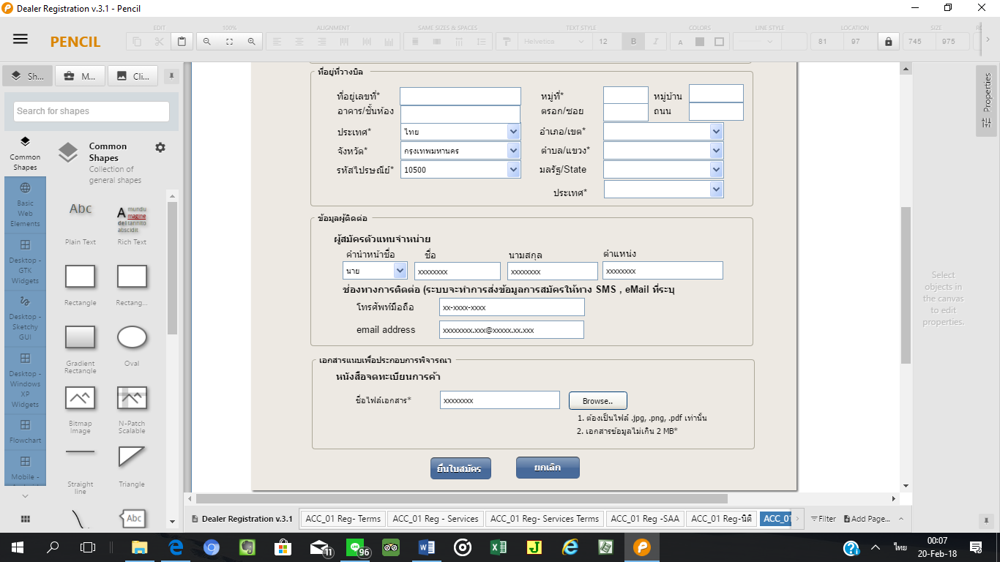 Dealer Registration v.3.1 - Pencil
PENCIL
EDIT
100%
ALIGNMENT
SAME SIZES & SPACES
TEXT STYLE
COLORS
LINE STYLE
LOCATION
SIZE
Helvetica
12
B
I
A
81
97
745
975
Sh...
M...
Cli...
Search for shapes
Common Shapes
Basic Web Elements
Desktop - GTK Widgets
Desktop - Sketchy GUI
Desktop - Windows XP Widgets
Flowchart
Mobile -
Common Shapes
Collection of general shapes
Abc
Plain Text
A mundu
magine
del tannito
abscidit
Rich Text
Rectangle
Rectang...
Gradient Rectangle
Oval
Bitmap Image
N-Patch Scalable
Straight line
Triangle
Abc
ที่อยู่ที่วางบิล
ที่อยู่เลขที่*
หมู่ที่*
หมู่บ้าน
อาคาร/ชั้นห้อง
ตรอก/ซอย
ถนน
ประเทศ*
ไทย
อำเภอ/เขต*
จังหวัด*
กรุงเทพมหานคร
ตำบล/แขวง*
รหัสไปรษณีย์*
10500
มลรัฐ/State
ประเทศ*
ข้อมูลผู้ติดต่อ
ผู้สมัครตัวแทนจำหน่าย
คำนำหน้าชื่อ
ชื่อ
นามสกุล
ตำแหน่ง
นาย
xxxxxxxx
xxxxxxxx
xxxxxxxx
ช่องทางการติดต่อ (ระบบจะทำการส่งข้อมูลการสมัครให้ทาง SMS , eMail ที่ระบุ
โทรศัพท์มือถือ
xx-xxxx-xxxx
email address
xxxxxxxx.xxx@xxxxx.xx.xxx
เอกสารแนบเพื่อประกอบการพิจารณา
หนังสือจดทะเบียนการค้า
ชื่อไฟล์เอกสาร*
xxxxxxxx
Browse..
1. ต้องเป็นไฟล์ .jpg, .png, .pdf เท่านั้น
2. เอกสารข้อมูลไม่เกิน 2 MB*
ยื่นใบสมัคร
ยกเลิก
Properties
Select objects in the canvas to edit properties.
Dealer Registration v.3.1
ACC_01 Reg- Terms
ACC_01 Reg - Services
ACC_01 Reg- Services Terms
ACC_01 Reg -SAA
ACC_01 Reg-นิติ
ACC_01
Filter
Add Page...
11
96
ไทย
00:07
20-Feb-18